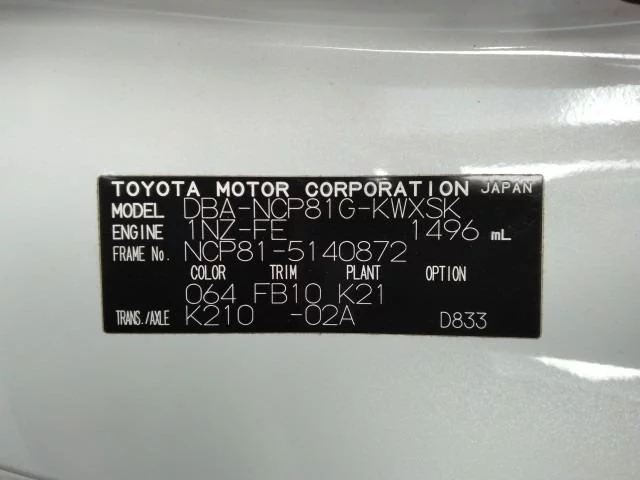 TOYOTA MOTOR CORPORATION JAPAN
MODEL DBA-NCP81G-KWXSK
ENGINE 1NZ-FE 1496 mL
FRAME No. NCP81-5140872
COLOR TRIM PLANT OPTION
064 FB10 K21
TRANS./AXLE K210 -02A D833